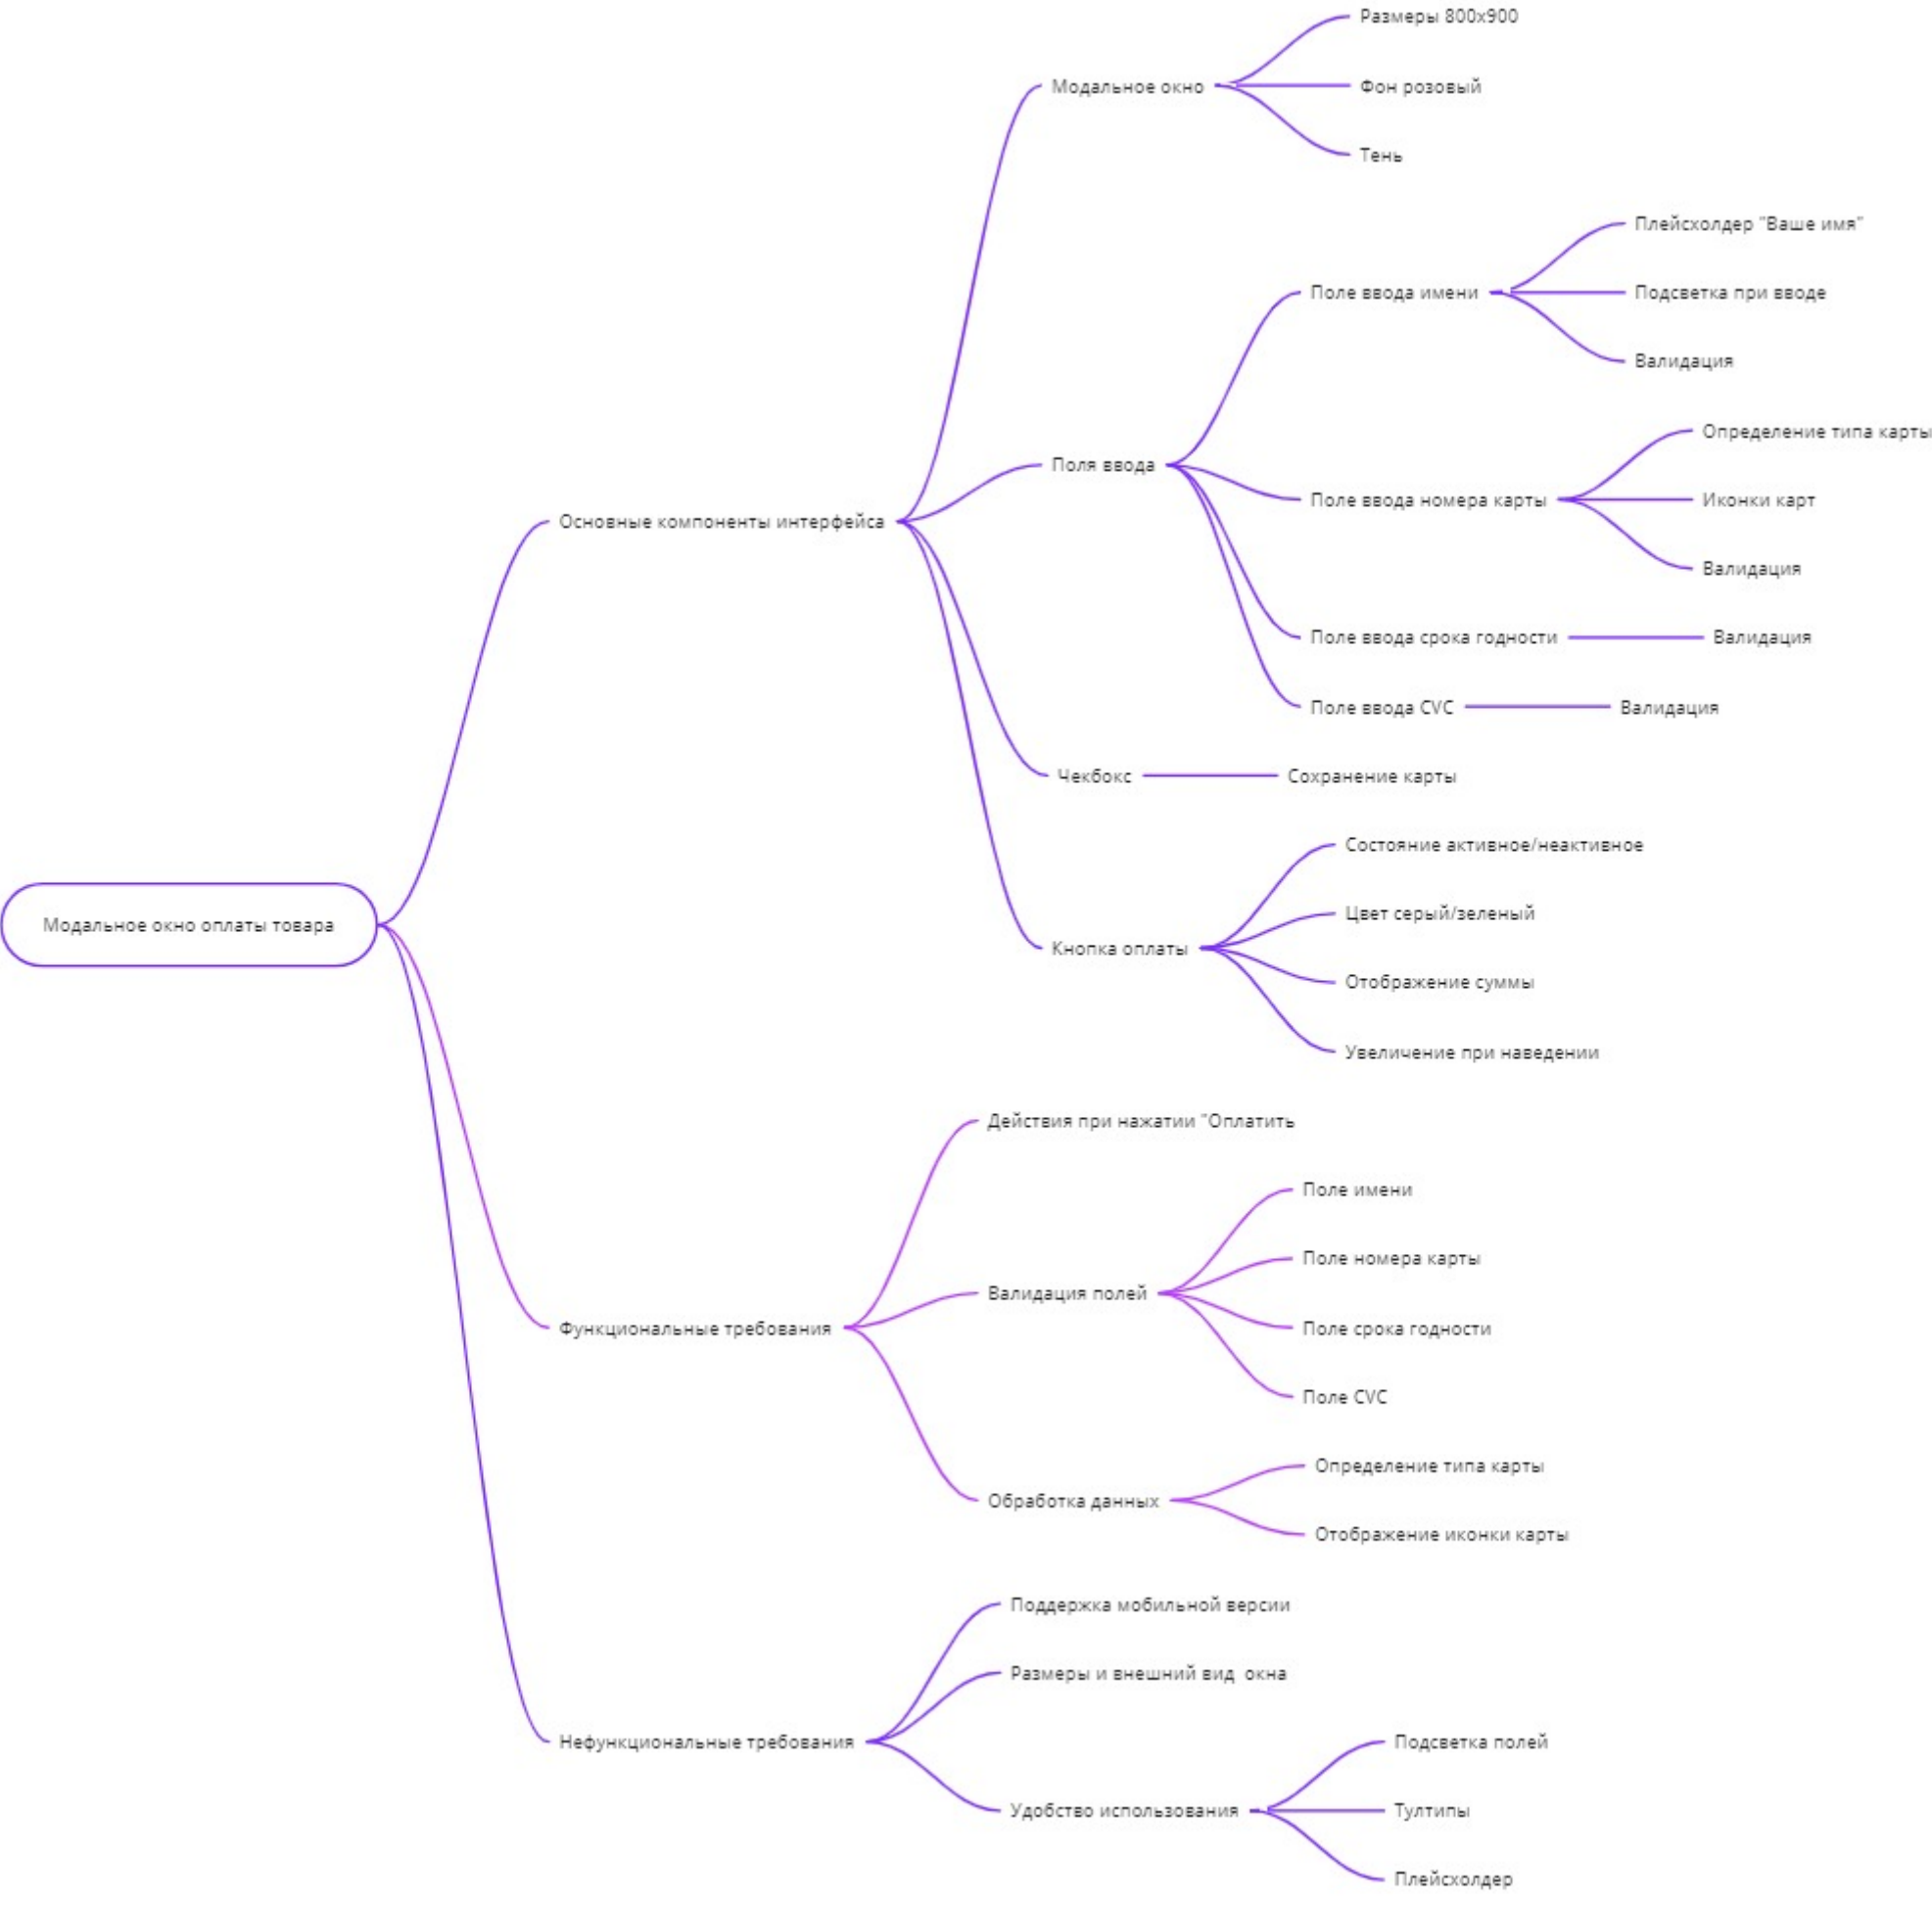 Размеры 800x900
Модальное окно
Фон розовый
Тень
Плейсхолдер "Ваше имя"
Поле ввода имени
Подсветка при вводе
Валидация
Определение типа карты
Поля ввода
Поле ввода номера карты
Иконки карт
Валидация
Основные компоненты интерфейса
Поле ввода срока годности
Валидация
Поле ввода CVC
Валидация
Чекбокс
Сохранение карты
Состояние активное/неактивное
Цвет серый/зеленый
Модальное окно оплаты товара
Кнопка оплаты
Отображение суммы
Увеличение при наведении
Действия при нажатии "Оплатить
Поле имени
Поле номера карты
Валидация полей
Функциональные требования
Поле срока годности
Поле CVC
Определение типа карты
Обработка данных
Отображение иконки карты
Поддержка мобильной версии
Размеры и внешний вид окна
Нефункциональные требования
Подсветка полей
Удобство использования
Тултипы
Плейсхолдер